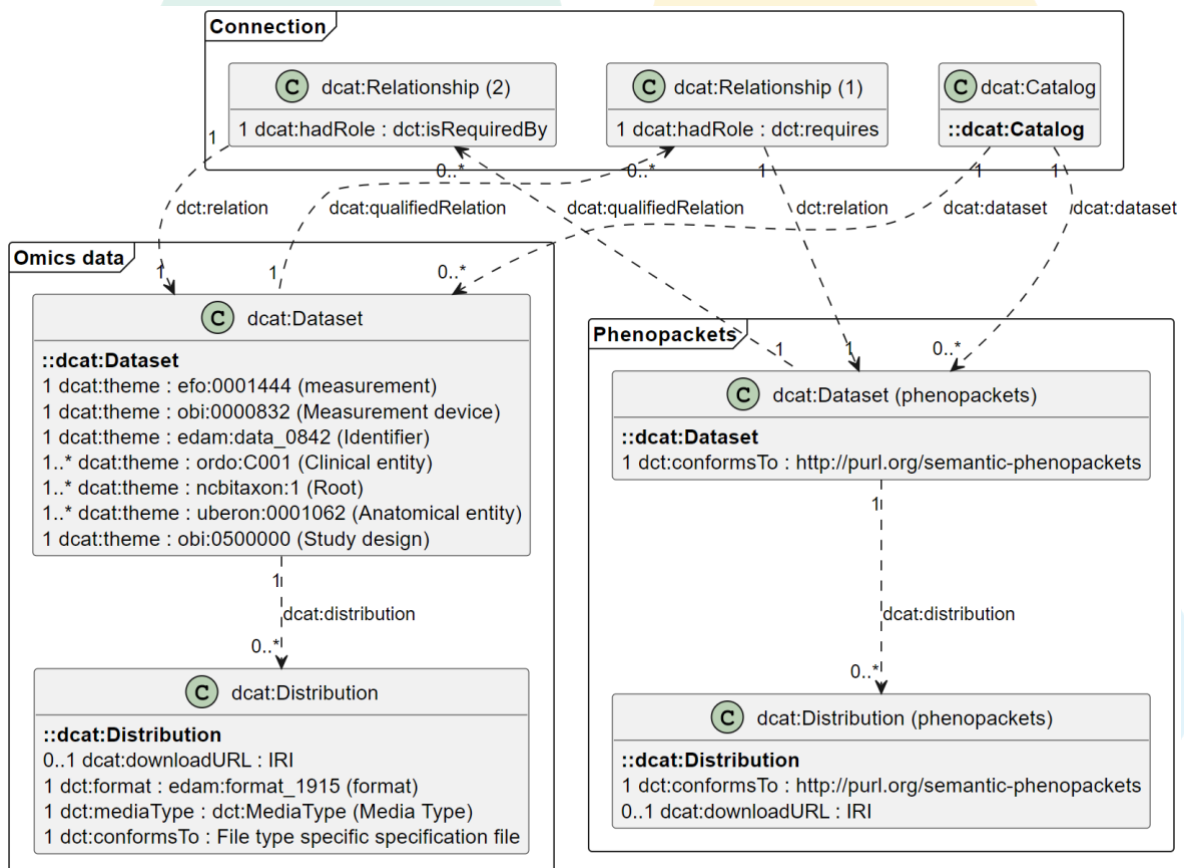 Connection
C dcat:Relationship (2)
1 dcat:hadRole : dct:isRequiredBy
C dcat:Relationship (1)
1 dcat:hadRole : dct:requires
C dcat:Catalog
::dcat:Catalog
1
0..*
0..*
1
1
1
dct:relation
dcat:qualifiedRelation
dcat:qualifiedRelation
dct:relation
dcat:dataset
dcat:dataset
Omics data
1
1
0..*
C dcat:Dataset
::dcat:Dataset
1 dcat:theme : efo:0001444 (measurement)
1 dcat:theme : obi:0000832 (Measurement device)
1 dcat:theme : edam:data_0842 (Identifier)
1..* dcat:theme : ordo:C001 (Clinical entity)
1..* dcat:theme : ncbitaxon:1 (Root)
1..* dcat:theme : uberon:0001062 (Anatomical entity)
1 dcat:theme : obi:0500000 (Study design)
1
dcat:distribution
0..*
C dcat:Distribution
::dcat:Distribution
0..1 dcat:downloadURL : IRI
1 dct:format : edam:format_1915 (format)
1 dct:mediaType : dct:MediaType (Media Type)
1 dct:conformsTo : File type specific specification file
Phenopackets
1
1
0..*
C dcat:Dataset (phenopackets)
::dcat:Dataset
1 dct:conformsTo : http://purl.org/semantic-phenopackets
1
dcat:distribution
0..*
C dcat:Distribution (phenopackets)
::dcat:Distribution
1 dct:conformsTo : http://purl.org/semantic-phenopackets
0..1 dcat:downloadURL : IRI